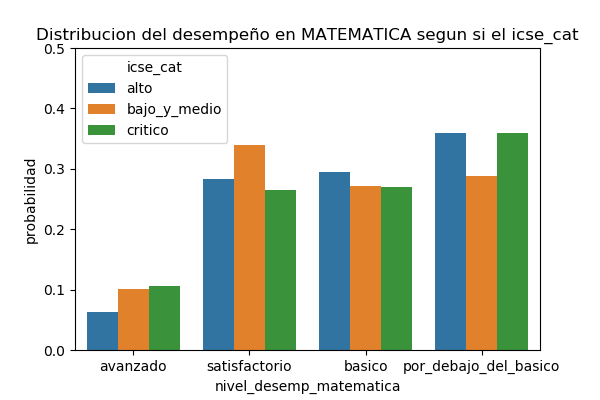 Distribucion del desempeño en MATEMATICA segun si el icse_cat
0.5
0.4
0.3
0.2
0.1
0.0
probabilidad
icse_cat
alto
bajo_y_medio
critico
avanzado
satisfactorio
basico
por_debajo_del_basico
nivel_desemp_matematica